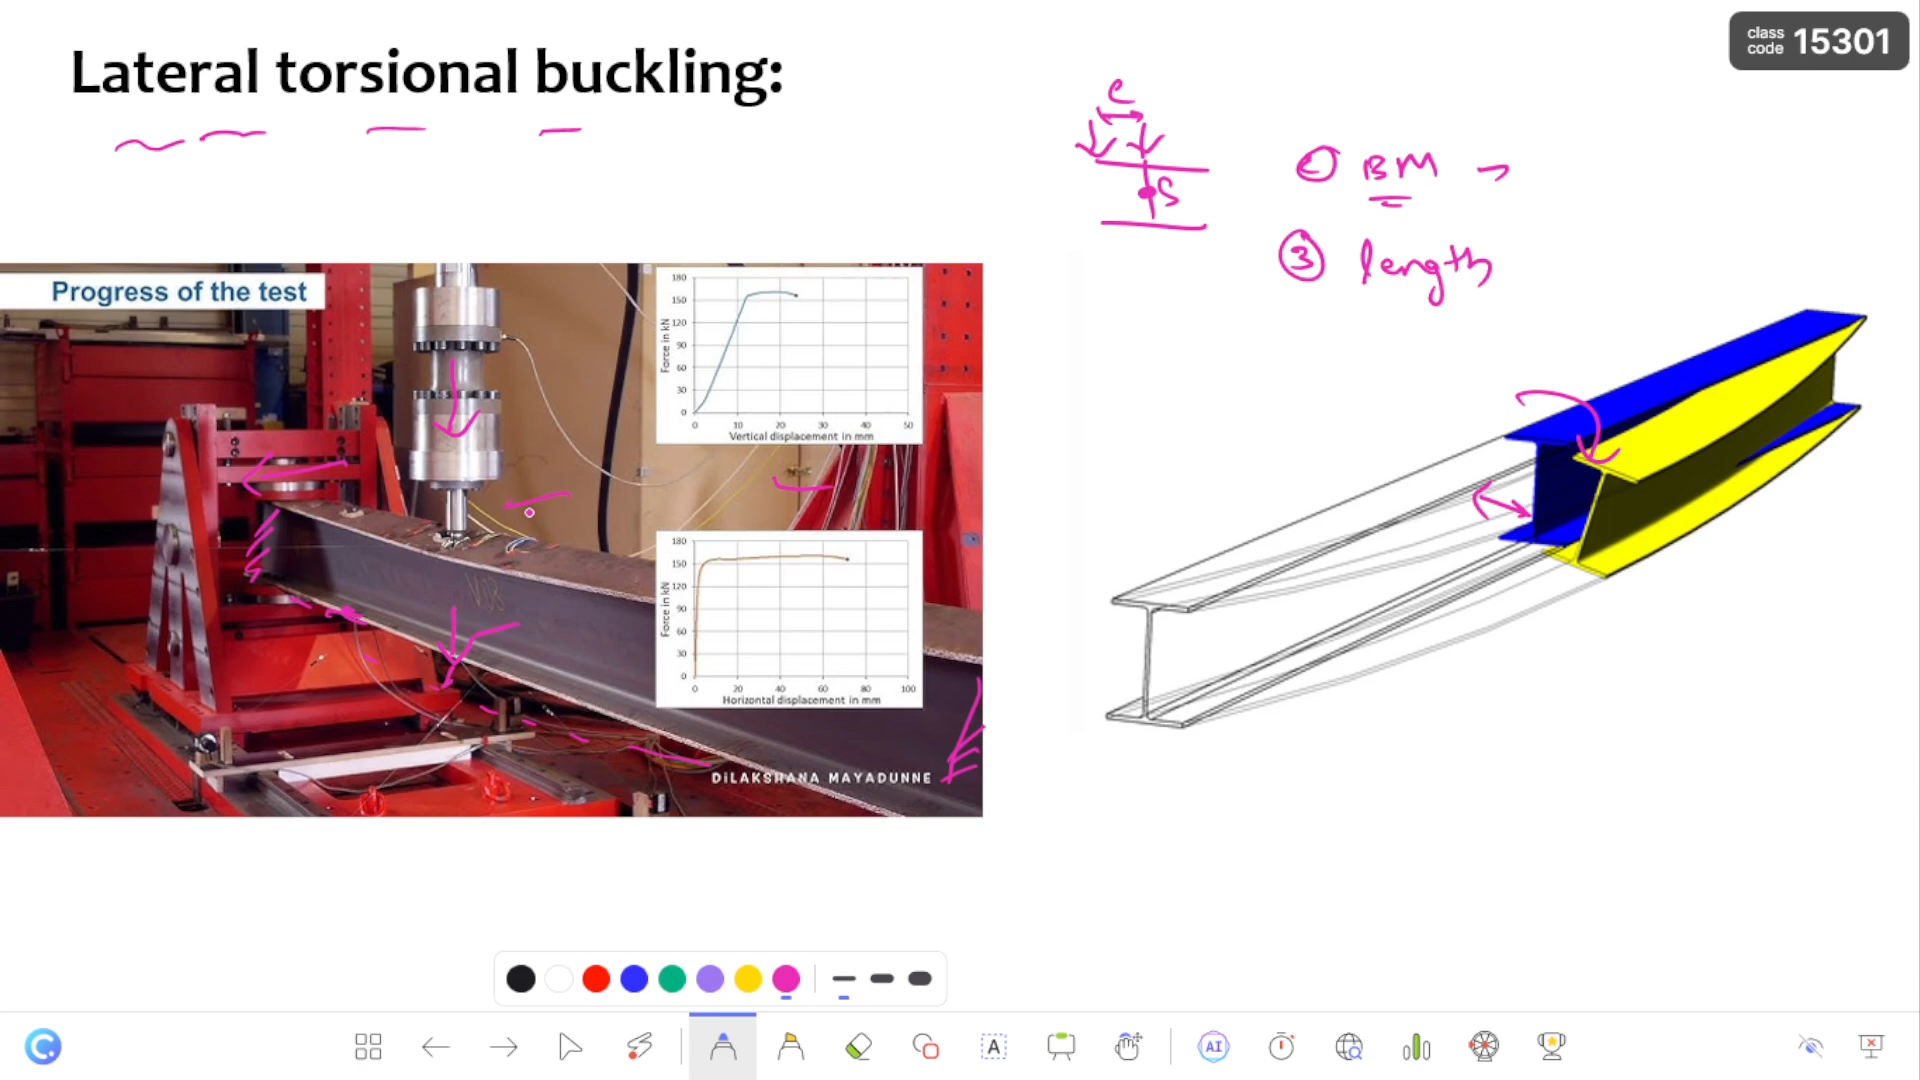 class
code 15301
Lateral torsional buckling:
e
S
BM
③ length
Progress of the test
180
150
120
90
60
30
0
Force in kN
0 10 20 30 40 50
Vertical displacement in mm
180
150
120
90
60
30
0
Force in kN
0 20 40 60 80 100
Horizontal displacement in mm
DiLAKSHANA MAYADUNNE
A
AI